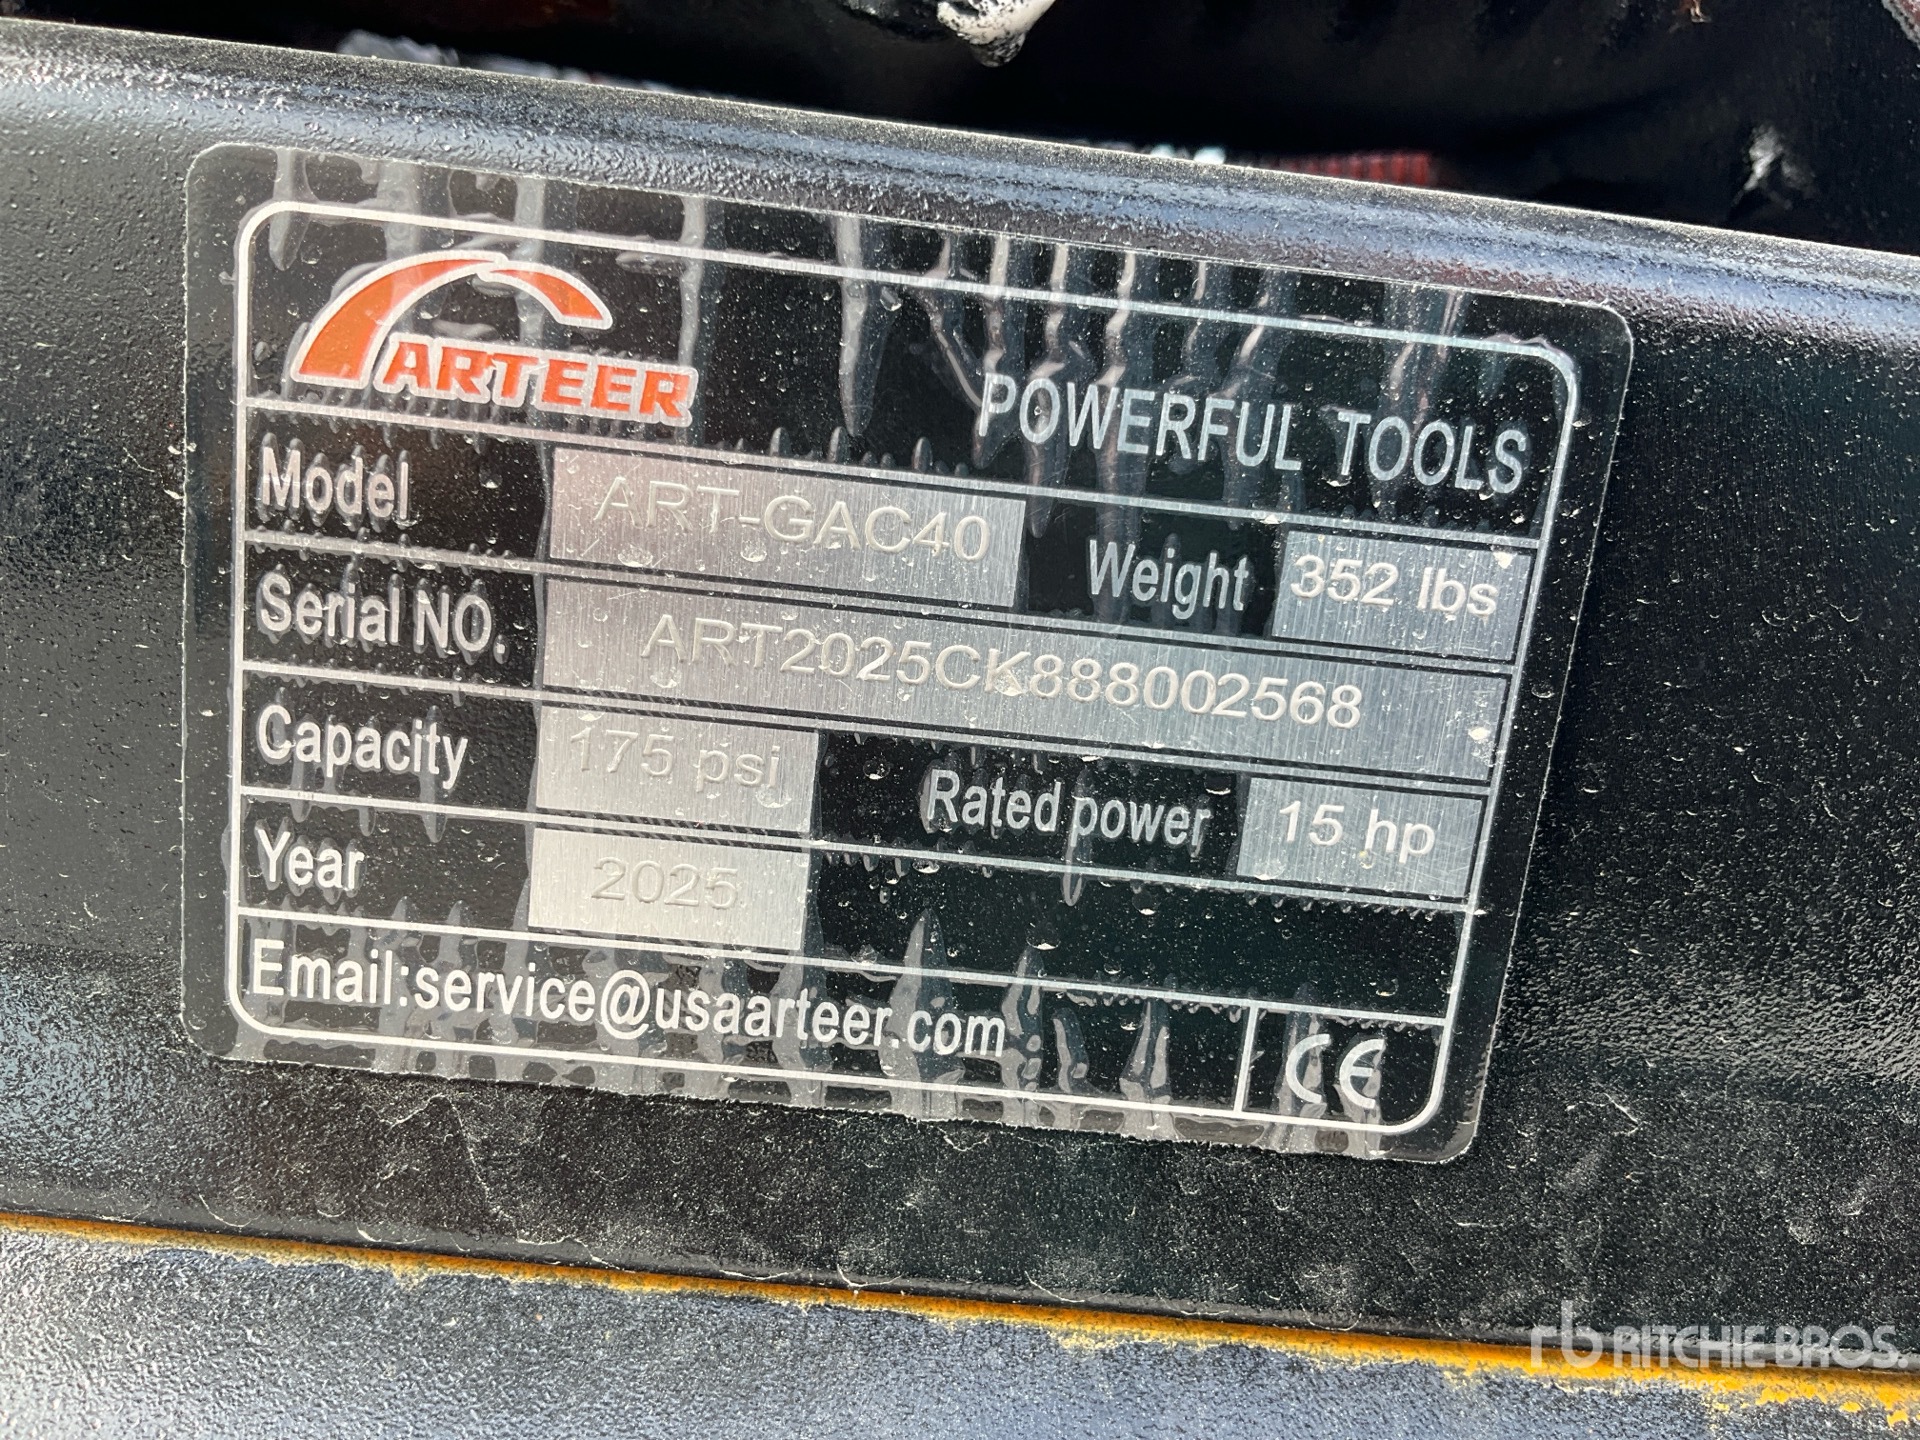 ARTEER
POWERFUL TOOLS
Model ART-GAC40 Weight 352 lbs
Serial NO. ART2025CK888002568
Capacity 175 psi Rated power 15 hp
Year 2025
Email:service@usaarteer.com CE
rb RITCHIE BROS.